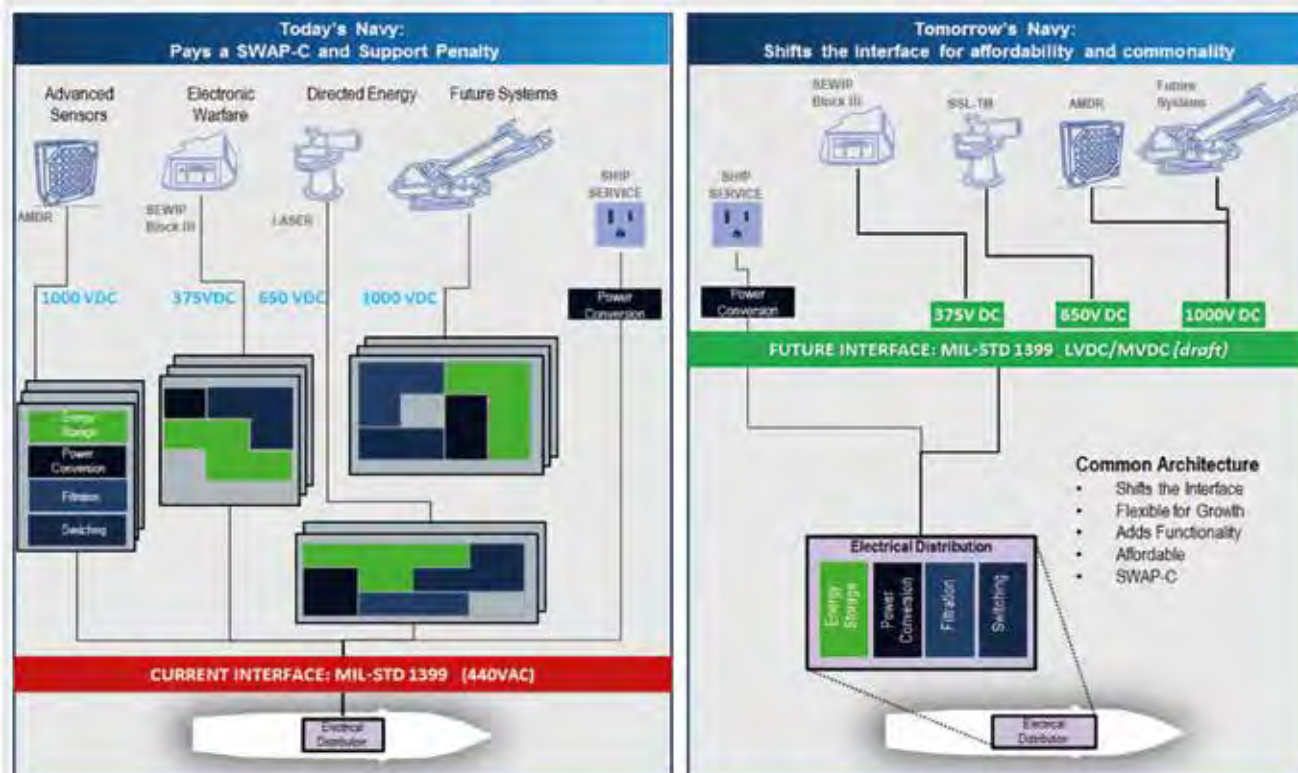 Today's Navy:
Pays a SWAP-C and Support Penalty
Advanced
Sensors
Electronic
Warfare
Directed Energy
Future Systems
SHIP
SERVICE
AMDR
SEWIP
Block III
LASER
1000 VDC
375VDC
650 VDC
1000 VDC
Power
Conversion
Energy
Storage
Power
Conversion
Filtration
Switching
CURRENT INTERFACE: MIL-STD 1399 (440VAC)
Electrical
Distribution
Tomorrow's Navy:
Shifts the interface for affordability and commonality
SEWIP
Block III
SSL-TM
AMDR
Future
Systems
SHIP
SERVICE
Power
Conversion
375V DC
650V DC
1000V DC
FUTURE INTERFACE: MIL-STD 1399 LVDC/MVDC (draft)
Common Architecture
• Shifts the Interface
• Flexible for Growth
• Adds Functionality
• Affordable
• SWAP-C
Electrical Distribution
Energy
Storage
Power
Conversion
Filtration
Switching
Electrical
Distribution